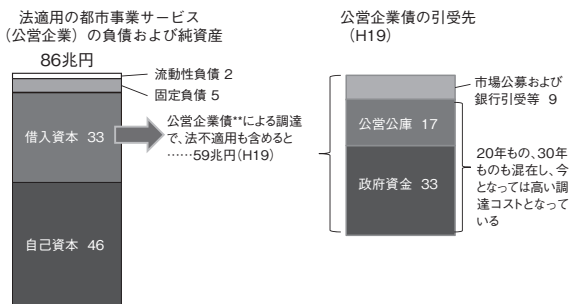 法適用の都市事業サービス
（公営企業）の負債および純資産
86兆円
流動性負債 2
固定負債 5
借入資本 33
公営企業債**による調達
で、法不適用も含めると
……59兆円（H19）
自己資本 46
公営企業債の引受先
（H19）
市場公募および
銀行引受等 9
公営公庫 17
政府資金 33
20年もの、30年
ものも混在し、今
となっては高い調
達コストとなって
いる